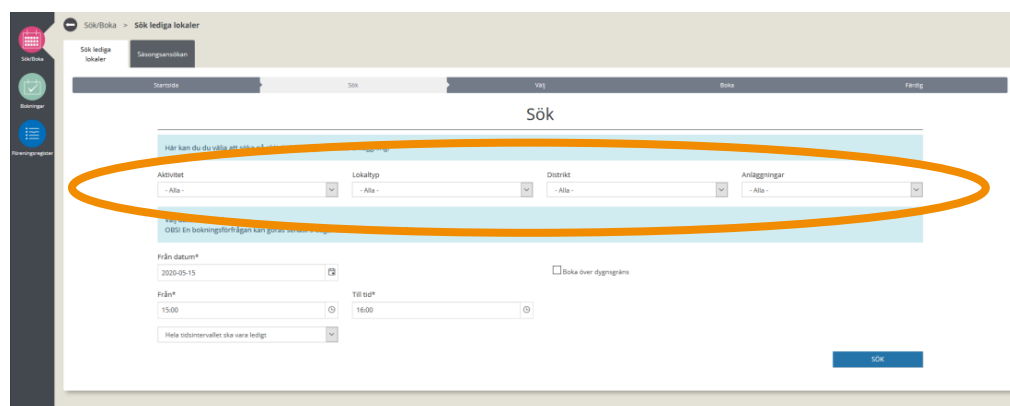 Sök/Boka > Sök lediga lokaler
Sök/Boka
Bokningar
Föreningsregister
Sök lediga lokaler
Säsongsansökan
Startsida Sök Välj Boka Färdig
Sök
Här kan du du välja att söka på
Aktivitet Lokaltyp Distrikt Anläggningar
- Alla - - Alla - - Alla - - Alla -
OBS! En bokningsförfrågan kan göras
Från datum*
2020-05-15 Boka över dygnsgräns
Från* Till tid*
15:00 16:00
Hela tidsintervallet ska vara ledigt
SÖK